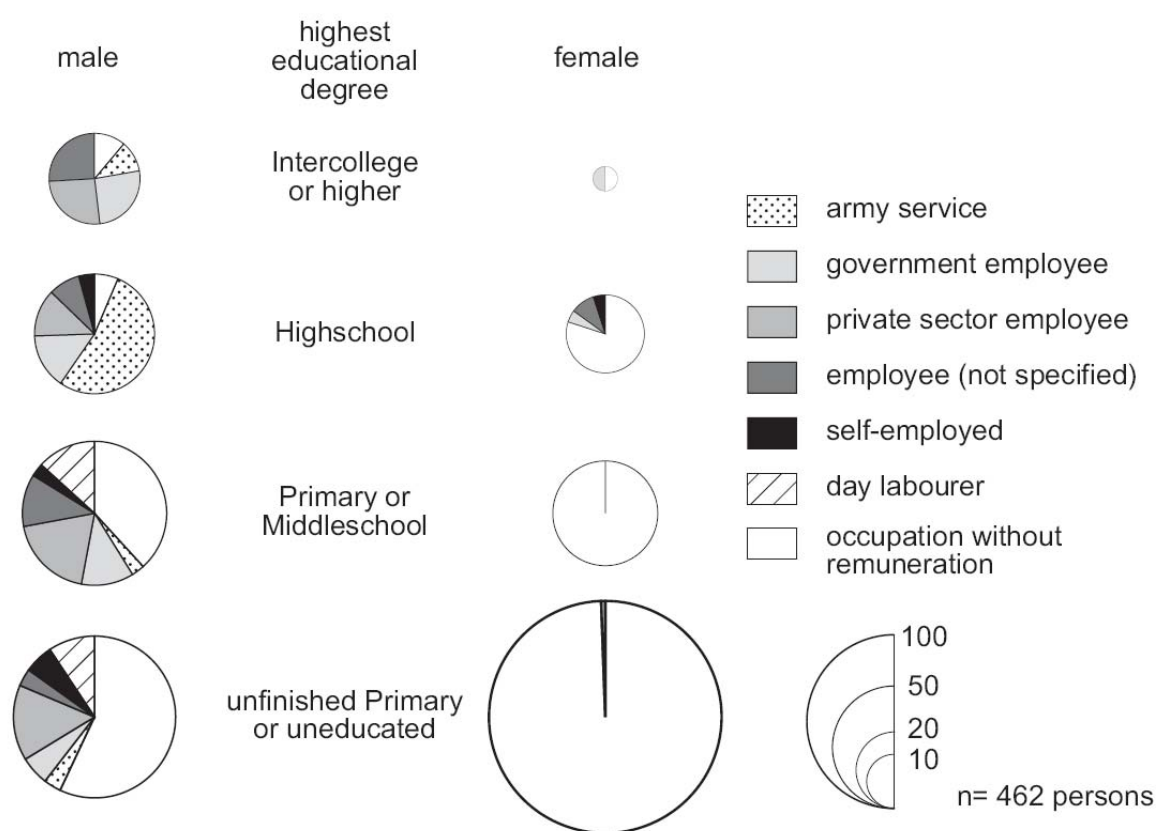 male
highest
educational
degree
female
Intercollege
or higher
Highschool
Primary or
Middleschool
unfinished Primary
or uneducated
army service
government employee
private sector employee
employee (not specified)
self-employed
day labourer
occupation without
remuneration
100
50
20
10
n= 462 persons